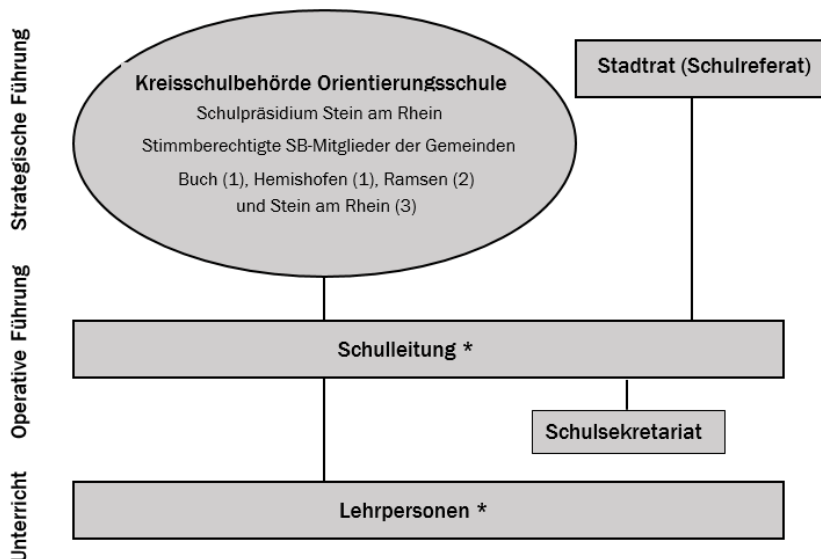 Strategische Führung
Kreisschulbehörde Orientierungsschule
Schulpräsidium Stein am Rhein
Stimmberechtigte SB-Mitglieder der Gemeinden
Buch (1), Hemishofen (1), Ramsen (2)
und Stein am Rhein (3)
Stadtrat (Schulreferat)
Operative Führung
Schulleitung *
Schulsekretariat
Unterricht
Lehrpersonen *